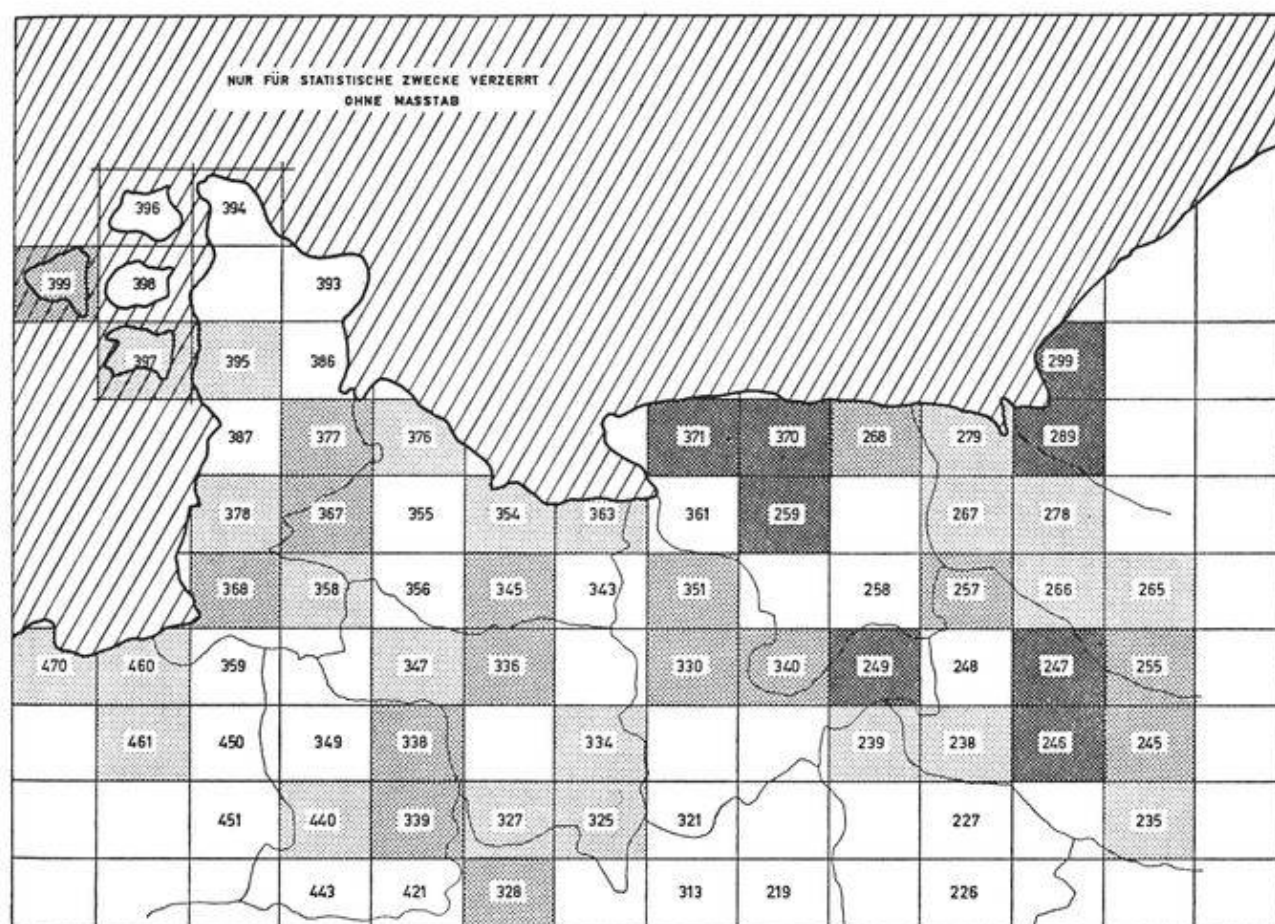 NUR FÜR STATISTISCHE ZWECKE VERZERRT
OHNE MASSTAB
396 394
399 398 393
397 395 386 299
387 377 376 371 370 268 279 289
378 367 355 354 363 361 259 267 278
368 358 356 345 343 351 258 257 266 265
470 460 359 347 336 330 340 249 248 247 255
461 450 349 338 334 239 238 246 245
451 440 339 327 325 321 227 235
443 421 328 313 219 226